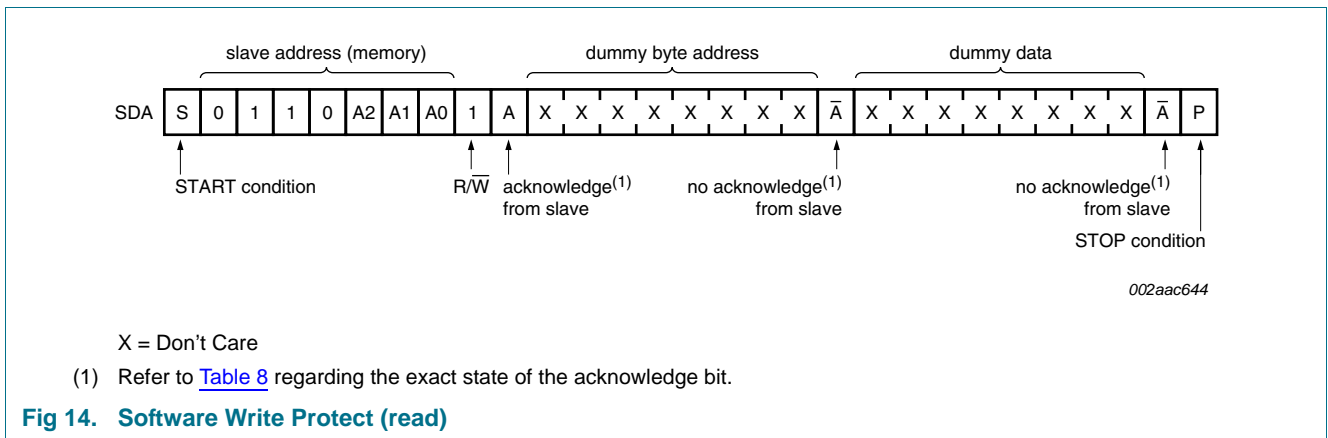 slave address (memory) dummy byte address dummy data
SDA S 0 1 1 0 A2 A1 A0 1 A X X X X X X X X A̅ X X X X X X X X A̅ P
START condition R/W̅ acknowledge(1) no acknowledge(1) no acknowledge(1)
from slave from slave from slave
STOP condition
002aac644
X = Don't Care
(1) Refer to Table 8 regarding the exact state of the acknowledge bit.
Fig 14. Software Write Protect (read)